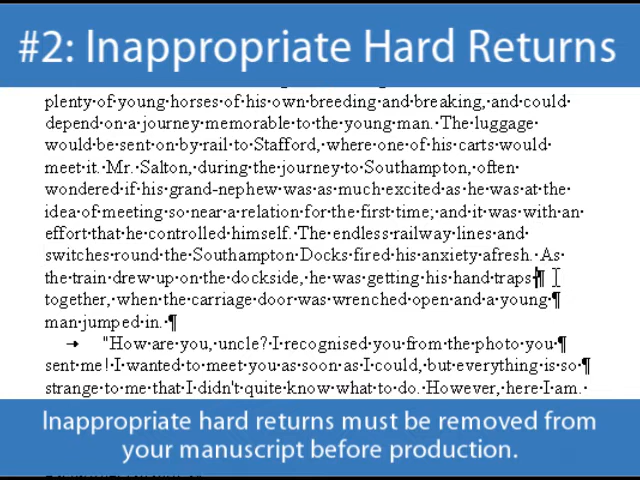 #2: Inappropriate Hard Returns
plenty·of·young·horses·of·his·own·breeding·and·breaking,·and·could·
depend·on·a·journey·memorable·to·the·young·man.·The·luggage·
would·be·sent·on·by·rail·to·Stafford,·where·one·of·his·carts·would·
meet·it.·Mr.·Salton,·during·the·journey·to·Southampton,·often·
wondered·if·his·grand-nephew·was·as·much·excited·as·he·was·at·the·
idea·of·meeting·so·near·a·relation·for·the·first·time;·and·it·was·with·an·
effort·that·he·controlled·himself.·The·endless·railway·lines·and·
switches·round·the·Southampton·Docks·fired·his·anxiety·afresh.·As·
the·train·drew·up·on·the·dockside,·he·was·getting·his·hand·traps·¶
together,·when·the·carriage·door·was·wrenched·open·and·a·young·¶
man·jumped·in.·¶
→ "How·are·you,·uncle?·I·recognised·you·from·the·photo·you·¶
sent·me!·I·wanted·to·meet·you·as·soon·as·I·could,·but·everything·is·so·¶
strange·to·me·that·I·didn't·quite·know·what·to·do.·However,·here·I·am.·
Inappropriate hard returns must be removed from
your manuscript before production.